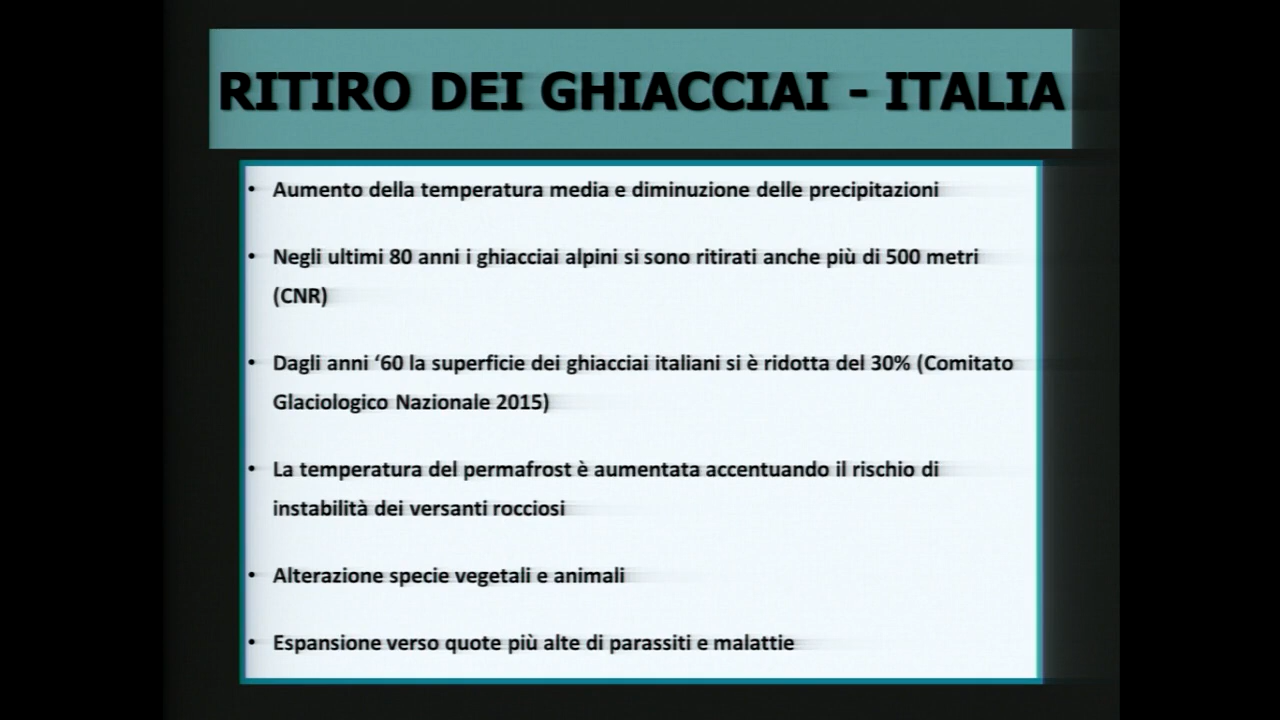 RITIRO DEI GHIACCIAI - ITALIA
• Aumento della temperatura media e diminuzione delle precipitazioni
• Negli ultimi 80 anni i ghiacciai alpini si sono ritirati anche più di 500 metri
(CNR)
• Dagli anni ‘60 la superficie dei ghiacciai italiani si è ridotta del 30% (Comitato
Glaciologico Nazionale 2015)
• La temperatura del permafrost è aumentata accentuando il rischio di
instabilità dei versanti rocciosi
• Alterazione specie vegetali e animali
• Espansione verso quote più alte di parassiti e malattie